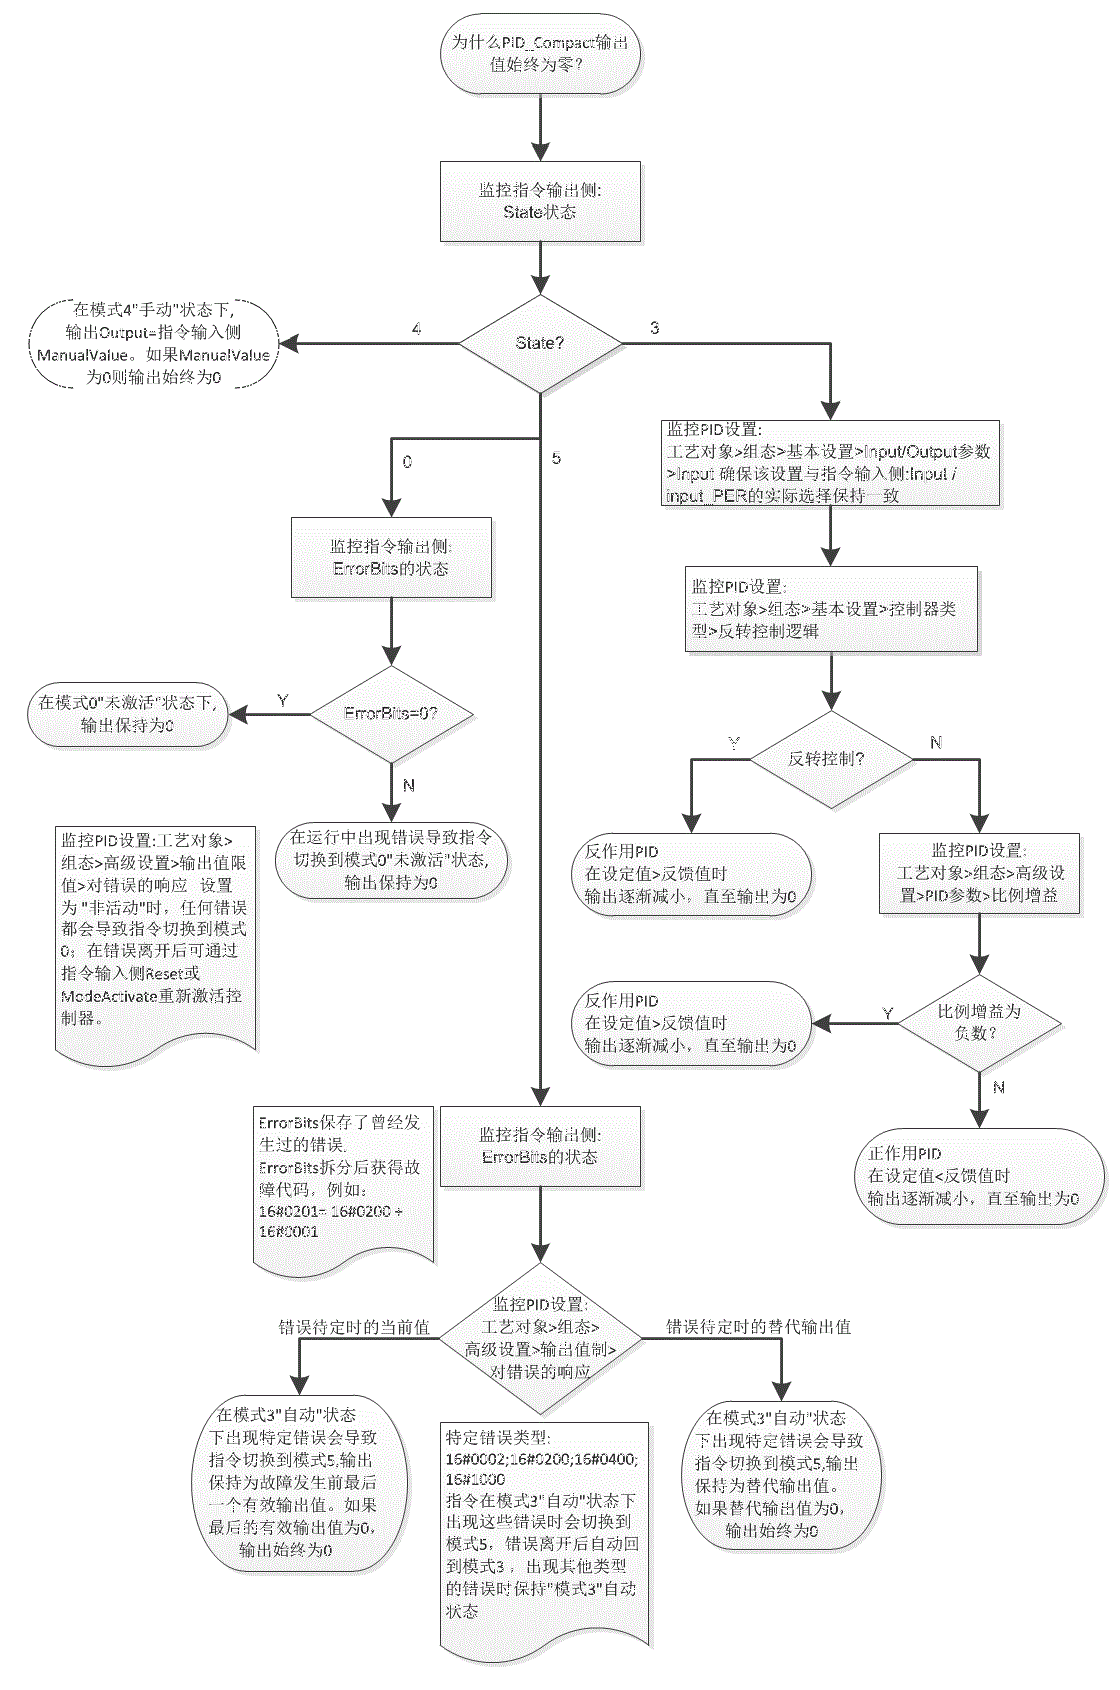 为什么PID_Compact输出
值始终为零?
监控指令输出侧:
State状态
State?
4
3
0
5
在模式4"手动"状态下,
输出Output=指令输入侧
ManualValue。如果ManualValue
为0则输出始终为0
监控PID设置:
工艺对象>组态>基本设置>Input/Output参数
>Input 确保该设置与指令输入侧:Input /
input_PER的实际选择保持一致
监控指令输出侧:
ErrorBits的状态
监控PID设置:
工艺对象>组态>基本设置>控制器类
型>反转控制逻辑
ErrorBits=0?
Y
N
在模式0"未激活"状态下,
输出保持为0
在运行中出现错误导致指令
切换到模式0"未激活"状态,
输出保持为0
反转控制?
Y
N
监控PID设置:工艺对象>
组态>高级设置>输出值限
值>对错误的响应 设置
为 "非活动"时，任何错误
都会导致指令切换到模式
0；在错误离开后可通过
指令输入侧Reset或
ModeActivate重新激活控
制器。
反作用PID
在设定值>反馈值时
输出逐渐减小，直至输出为0
监控PID设置:
工艺对象>组态>高级设
置>PID参数>比例增益
比例增益为
负数?
Y
N
反作用PID
在设定值>反馈值时
输出逐渐减小，直至输出为0
正作用PID
在设定值<反馈值时
输出逐渐减小，直至输出为0
ErrorBits保存了曾经发
生过的错误.
ErrorBits拆分后获得故
障代码，例如：
16#0201= 16#0200 +
16#0001
监控指令输出侧:
ErrorBits的状态
监控PID设置:
工艺对象>组态>
高级设置>输出值制>
对错误的响应
错误待定时的当前值
错误待定时的替代输出值
在模式3"自动"状态
下出现特定错误会导致
指令切换到模式5,输出
保持为故障发生前最后
一个有效输出值。如果
最后的有效输出值为0，
输出始终为0
特定错误类型:
16#0002;16#0200;16#0400;
16#1000
指令在模式3"自动"状态下
出现这些错误时会切换到
模式5，错误离开后自动回
到模式3 ，出现其他类型
的错误时保持"模式3"自动
状态
在模式3"自动"状态
下出现特定错误会导致
指令切换到模式5,输出
保持为替代输出值。
如果替代输出值为0，
输出始终为0